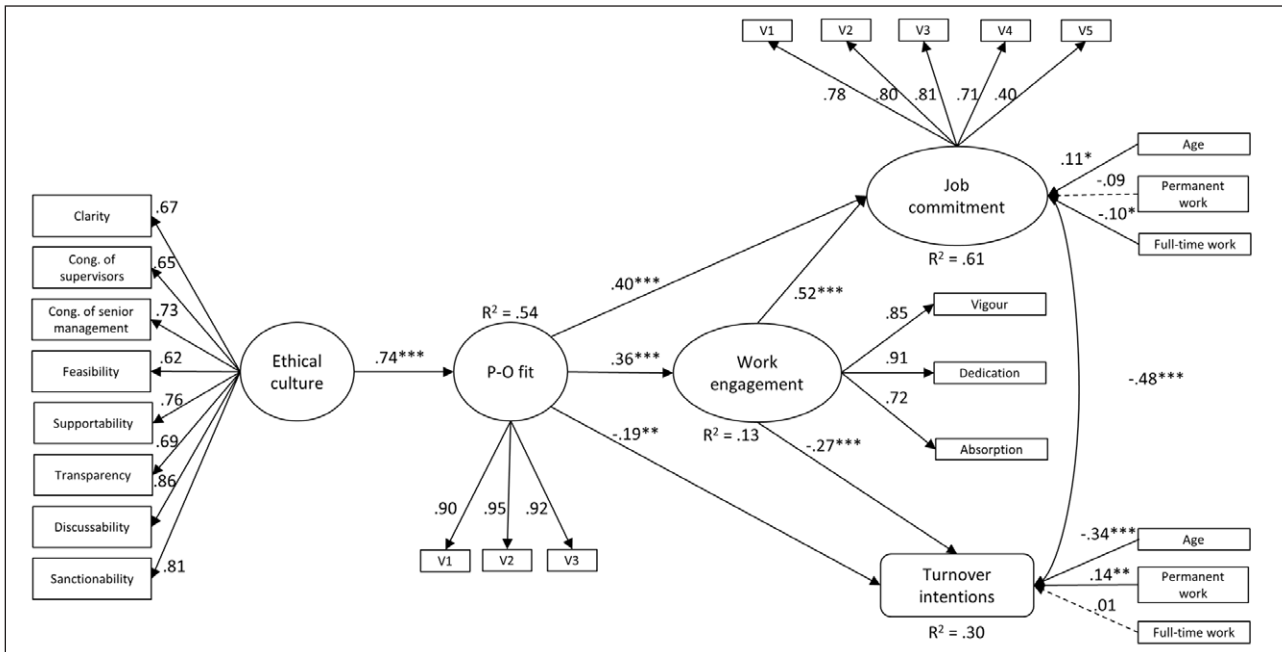 V1
V2
V3
V4
V5
.78
.80
.81
.71
.40
Job
commitment
R² = .61
.11*
-.09
-.10*
Age
Permanent
work
Full-time work
Clarity
Cong. of
supervisors
Cong. of senior
management
Feasibility
Supportability
Transparency
Discussability
Sanctionability
.67
.65
.73
.62
.76
.69
.86
.81
Ethical
culture
.74***
R² = .54
P-O fit
.90
.95
.92
V1
V2
V3
.40***
.36***
-.19**
Work
engagement
R² = .13
.52***
-.27***
.85
.91
.72
Vigour
Dedication
Absorption
-.48***
Turnover
intentions
R² = .30
-.34***
.14**
.01
Age
Permanent
work
Full-time work